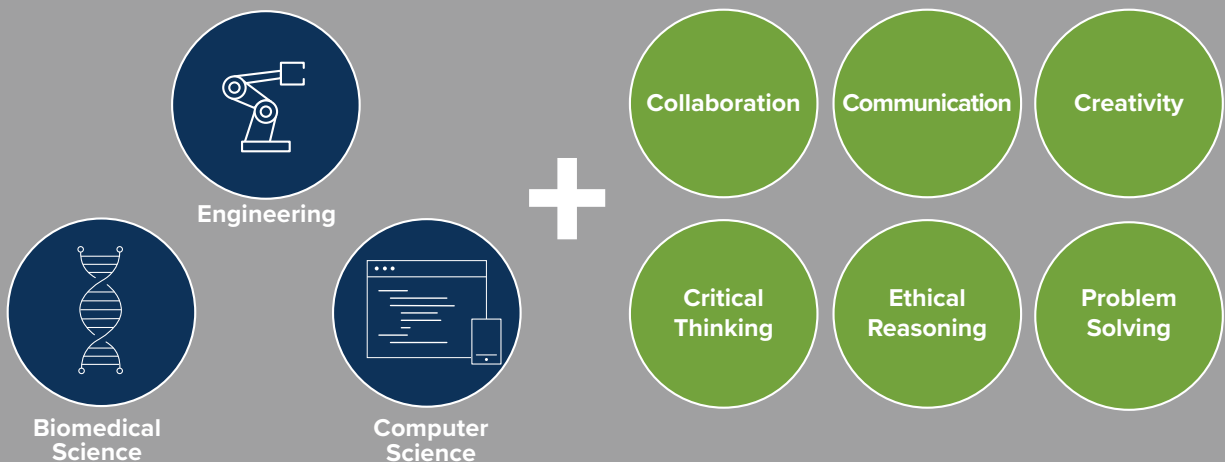 Engineering
Biomedical
Science
Computer
Science
Collaboration
Communication
Creativity
Critical
Thinking
Ethical
Reasoning
Problem
Solving